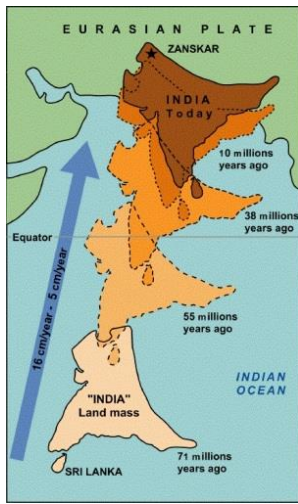 EURASIAN PLATE
ZANSKAR
INDIA
Today
10 millions
years ago
38 millions
years ago
Equator
16 cm/year - 5 cm/year
55 millions
years ago
"INDIA"
Land mass
INDIAN
OCEAN
71 millions
years ago
SRI LANKA